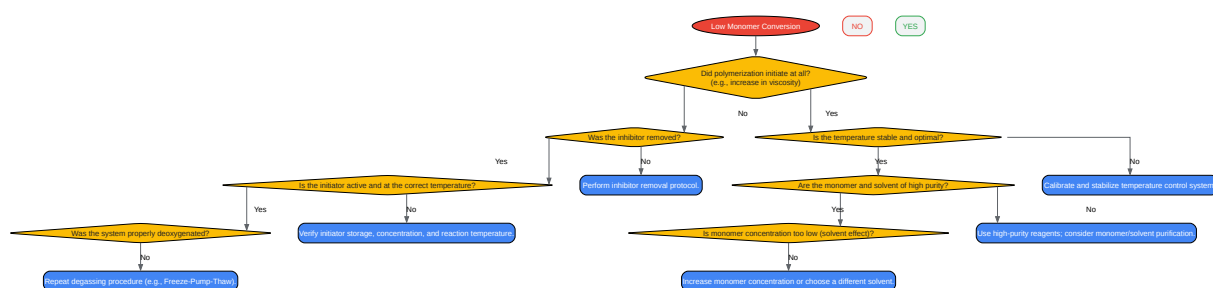 Low Monomer Conversion
NO
YES
Did polymerization initiate at all?
(e.g., increase in viscosity)
No
Yes
Was the inhibitor removed?
Is the temperature stable and optimal?
Yes
No
Yes
No
Is the initiator active and at the correct temperature?
Perform inhibitor removal protocol.
Are the monomer and solvent of high purity?
Calibrate and stabilize temperature control system
Yes
No
Yes
No
Was the system properly deoxygenated?
Verify initiator storage, concentration, and reaction temperature.
Is monomer concentration too low (solvent effect)?
Use high-purity reagents; consider monomer/solvent purification.
No
No
Repeat degassing procedure (e.g., Freeze-Pump-Thaw).
Increase monomer concentration or choose a different solvent.